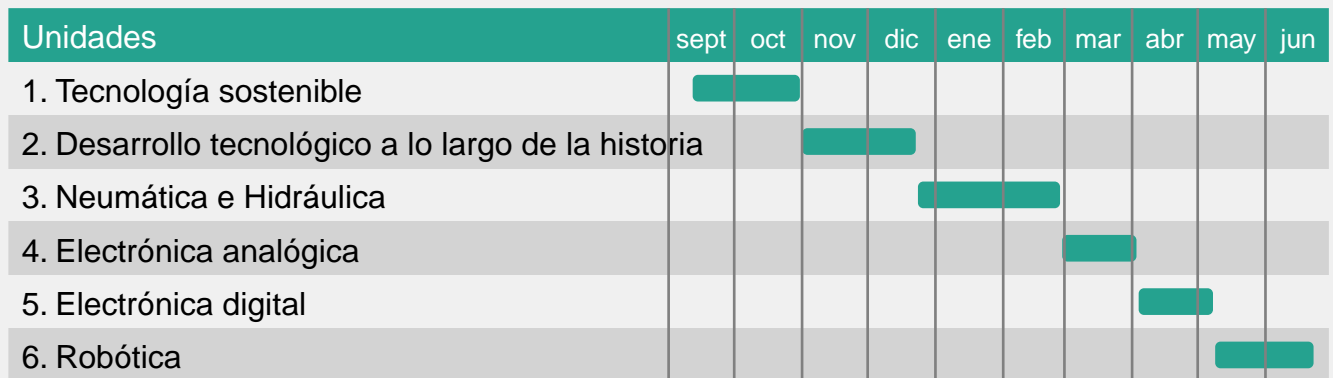 Unidades sept oct nov dic ene feb mar abr may jun
1. Tecnología sostenible
2. Desarrollo tecnológico a lo largo de la historia
3. Neumática e Hidráulica
4. Electrónica analógica
5. Electrónica digital
6. Robótica